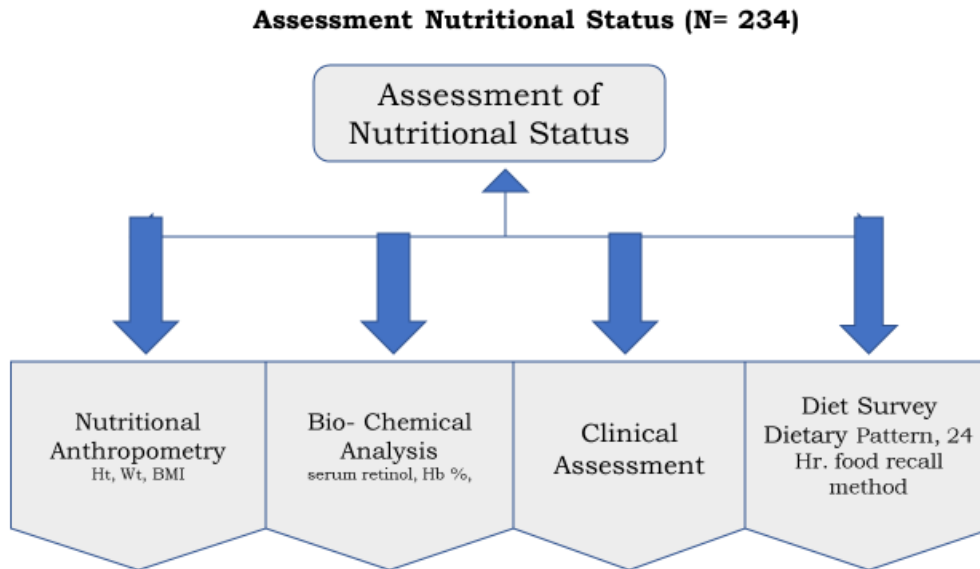 Assessment Nutritional Status (N= 234)
Assessment of
Nutritional Status
Nutritional
Anthropometry
Ht, Wt, BMI
Bio- Chemical
Analysis
serum retinol, Hb %,
Clinical
Assessment
Diet Survey
Dietary Pattern, 24
Hr. food recall
method